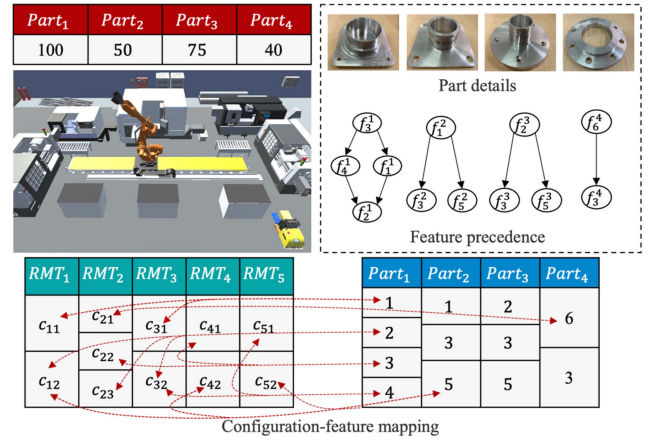 Part₁ Part₂ Part₃ Part₄
100 50 75 40
Part details
f₃¹ f₁² f₂³ f₆⁴
f₄¹ f₁¹
f₂¹ f₃² f₅² f₃³ f₅³ f₃⁴
Feature precedence
RMT₁ RMT₂ RMT₃ RMT₄ RMT₅
c₁₁ c₂₁ c₃₁ c₄₁ c₅₁
c₂₂
c₁₂ c₂₃ c₃₂ c₄₂ c₅₂
Part₁ Part₂ Part₃ Part₄
1 1 2 6
2 3 3
3 5 5 3
4
Configuration-feature mapping